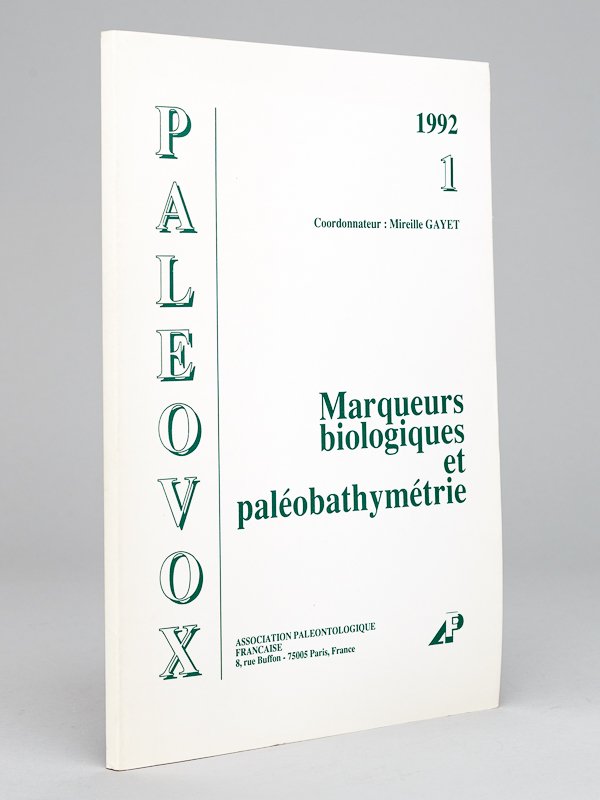 PALEOVOX
1992
1
Coordonnateur : Mireille GAYET
Marqueurs
biologiques
et
paléobathymétrie
ASSOCIATION PALEONTOLOGIQUE
FRANCAISE
8, rue Buffon - 75005 Paris, France
APF